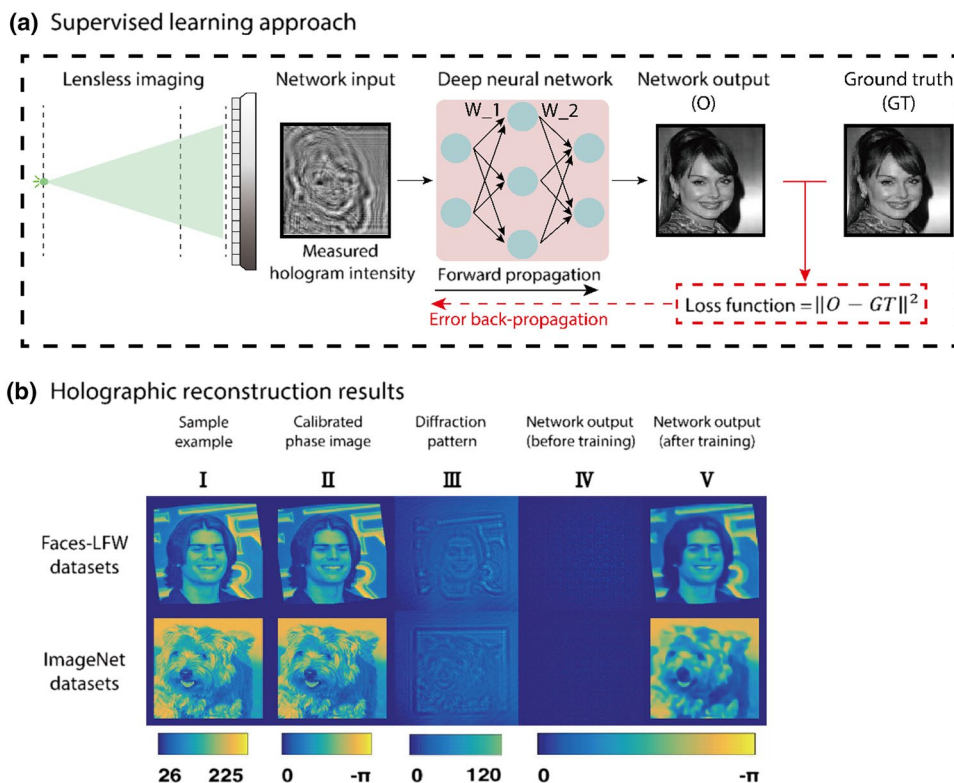 (a) Supervised learning approach
Lensless imaging
Network input
Deep neural network
Network output
(O)
Ground truth
(GT)
W_1
W_2
Measured
hologram intensity
Forward propagation
Error back-propagation
Loss function = ||O − GT||²
(b) Holographic reconstruction results
Sample
example
Calibrated
phase image
Diffraction
pattern
Network output
(before training)
Network output
(after training)
I
II
III
IV
V
Faces-LFW
datasets
ImageNet
datasets
26 225
0 -π
0 120
0 -π